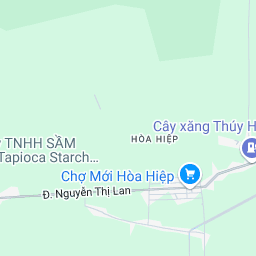 Cây xăng Thúy H
HÒA HIỆP
TNHH SẦM
Tapioca Starch...
Chợ Mới Hòa Hiệp
Đ. Nguyễn Thị Lan